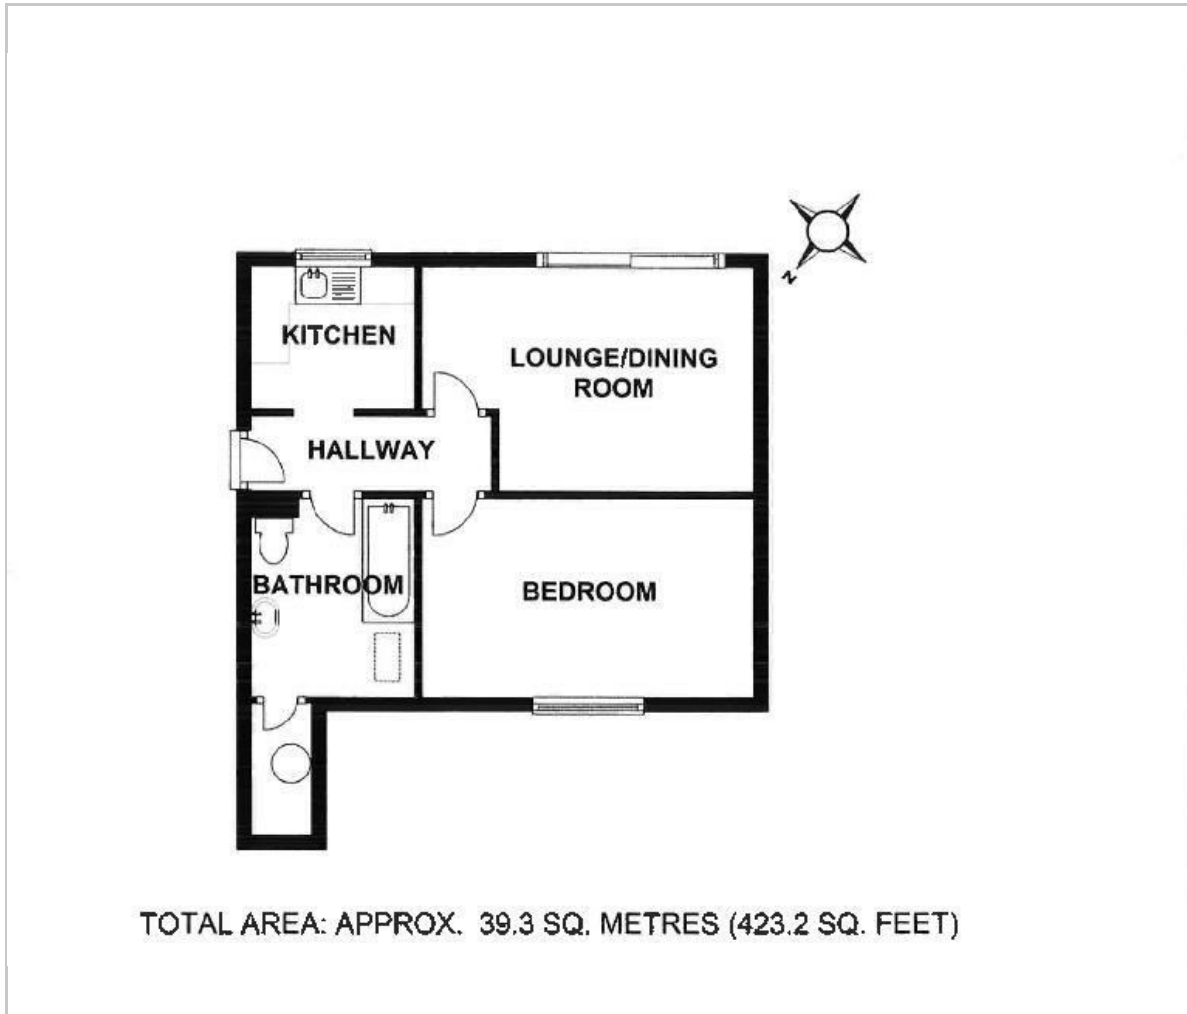 N
KITCHEN
LOUNGE/DINING
ROOM
HALLWAY
BATHROOM
BEDROOM
TOTAL AREA: APPROX. 39.3 SQ. METRES (423.2 SQ. FEET)